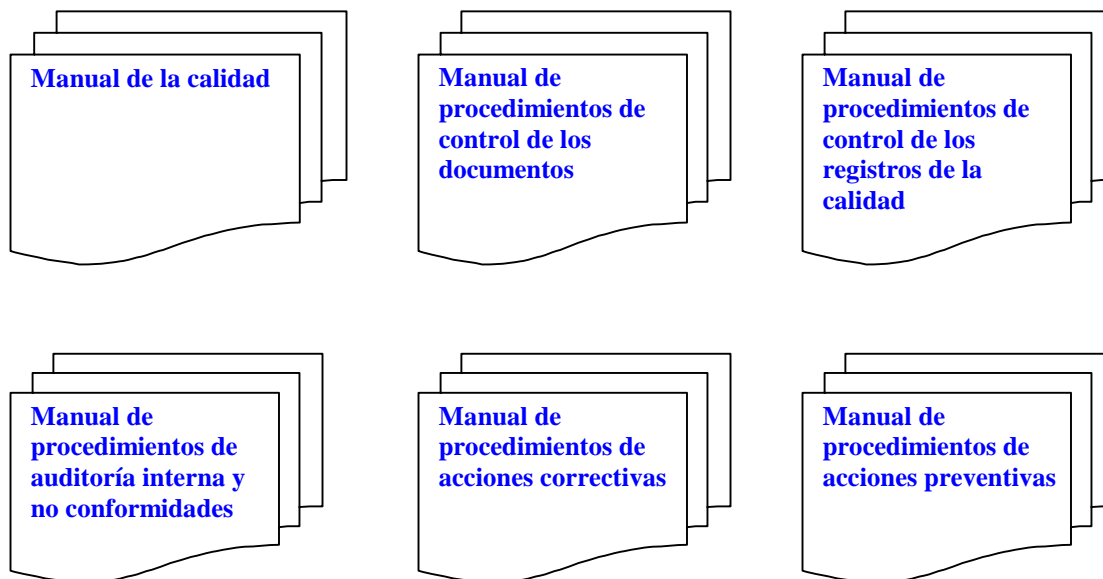 Manual de la calidad
Manual de
procedimientos de
control de los
documentos
Manual de
procedimientos de
control de los
registros de la
calidad
Manual de
procedimientos de
auditoría interna y
no conformidades
Manual de
procedimientos de
acciones correctivas
Manual de
procedimientos de
acciones preventivas